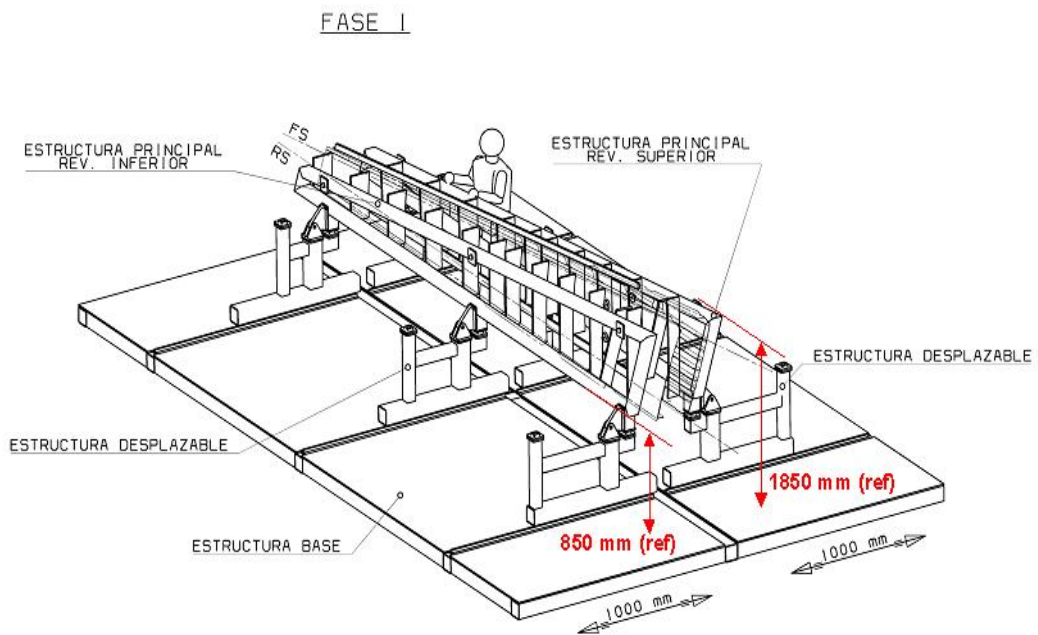 FASE I
FS
RS
ESTRUCTURA PRINCIPAL
REV. INFERIOR
ESTRUCTURA PRINCIPAL
REV. SUPERIOR
ESTRUCTURA DESPLAZABLE
ESTRUCTURA DESPLAZABLE
1850 mm (ref)
850 mm (ref)
ESTRUCTURA BASE
1000 mm
1000 mm